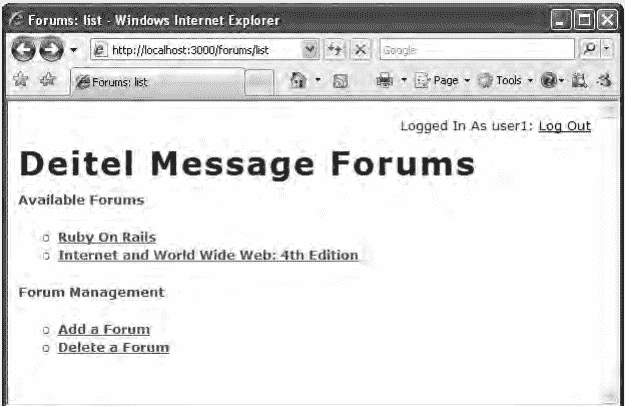 Forums: list - Windows Internet Explorer
http://localhost:3000/forums/list
Google
Forums: list
Page
Tools
Logged In As user1: Log Out
Deitel Message Forums
Available Forums
Ruby On Rails
Internet and World Wide Web: 4th Edition
Forum Management
Add a Forum
Delete a Forum